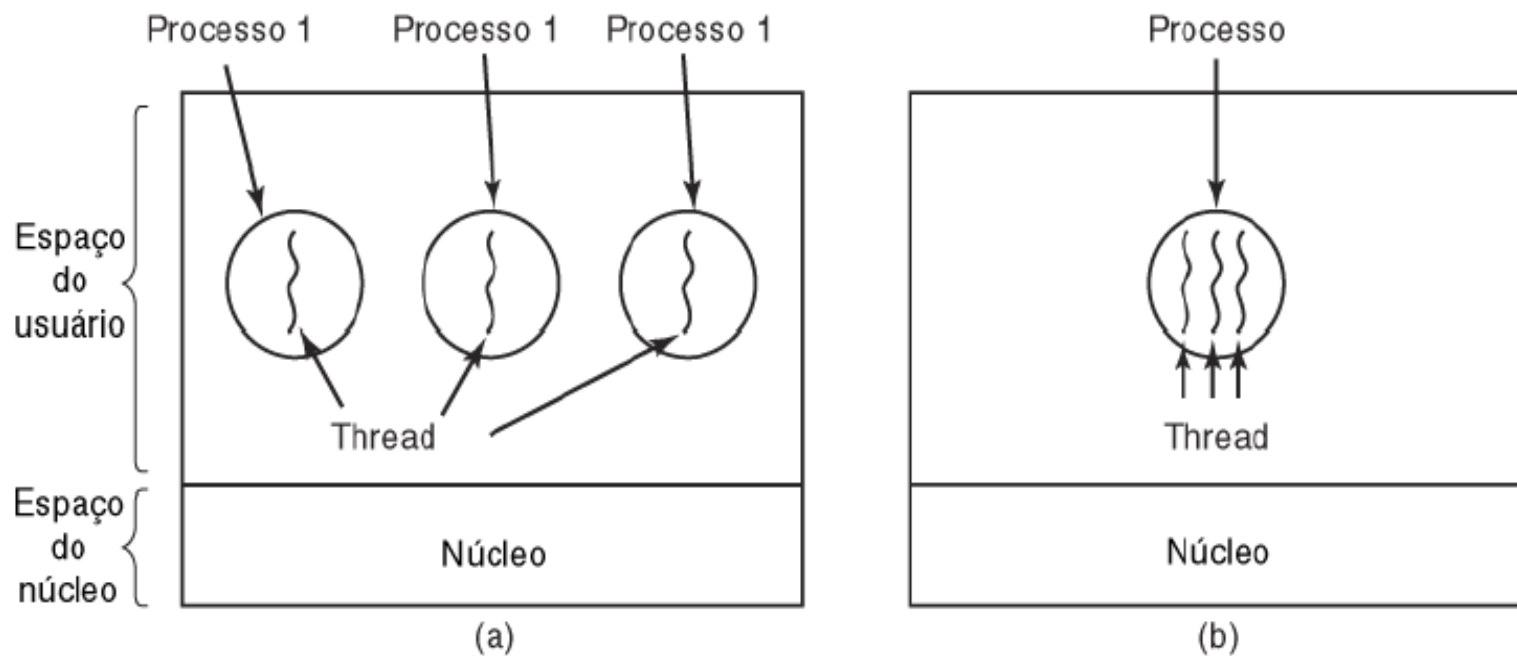 Processo 1
Processo 1
Processo 1
Processo
Espaço
do
usuário
Thread
Thread
Espaço
do
núcleo
Núcleo
Núcleo
(a)
(b)